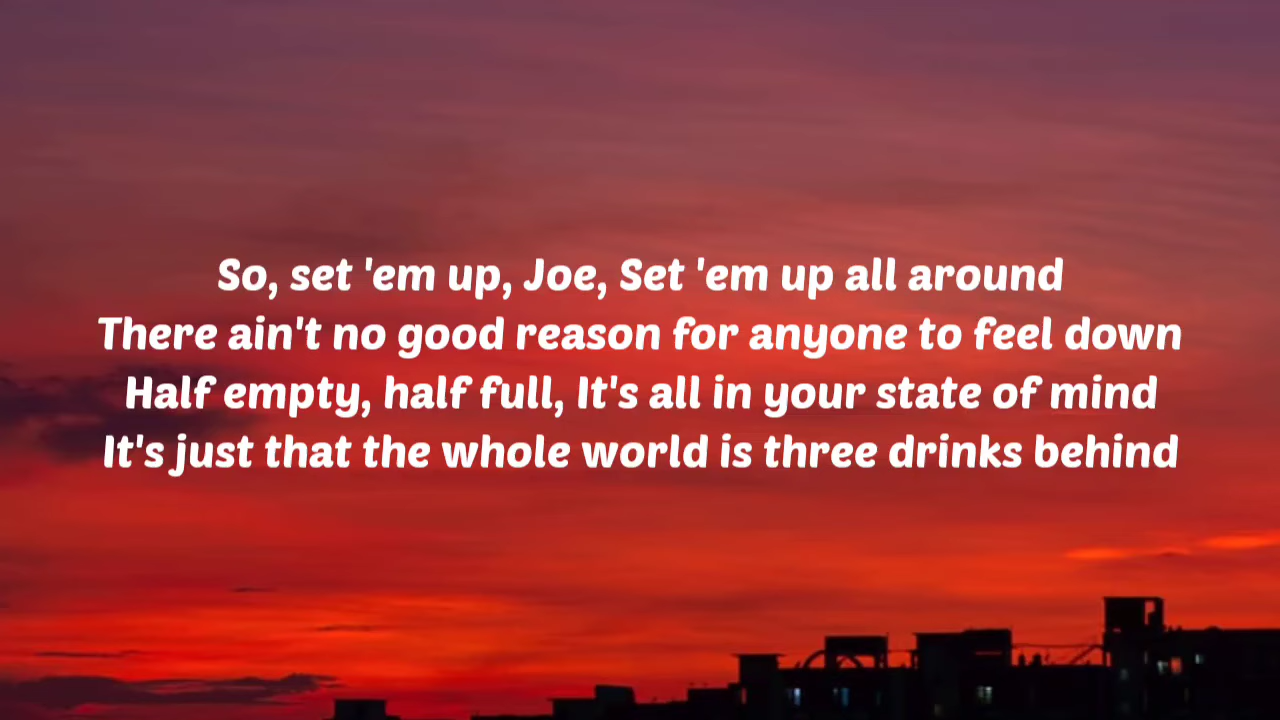 So, set 'em up, Joe, Set 'em up all around
There ain't no good reason for anyone to feel down
Half empty, half full, It's all in your state of mind
It's just that the whole world is three drinks behind